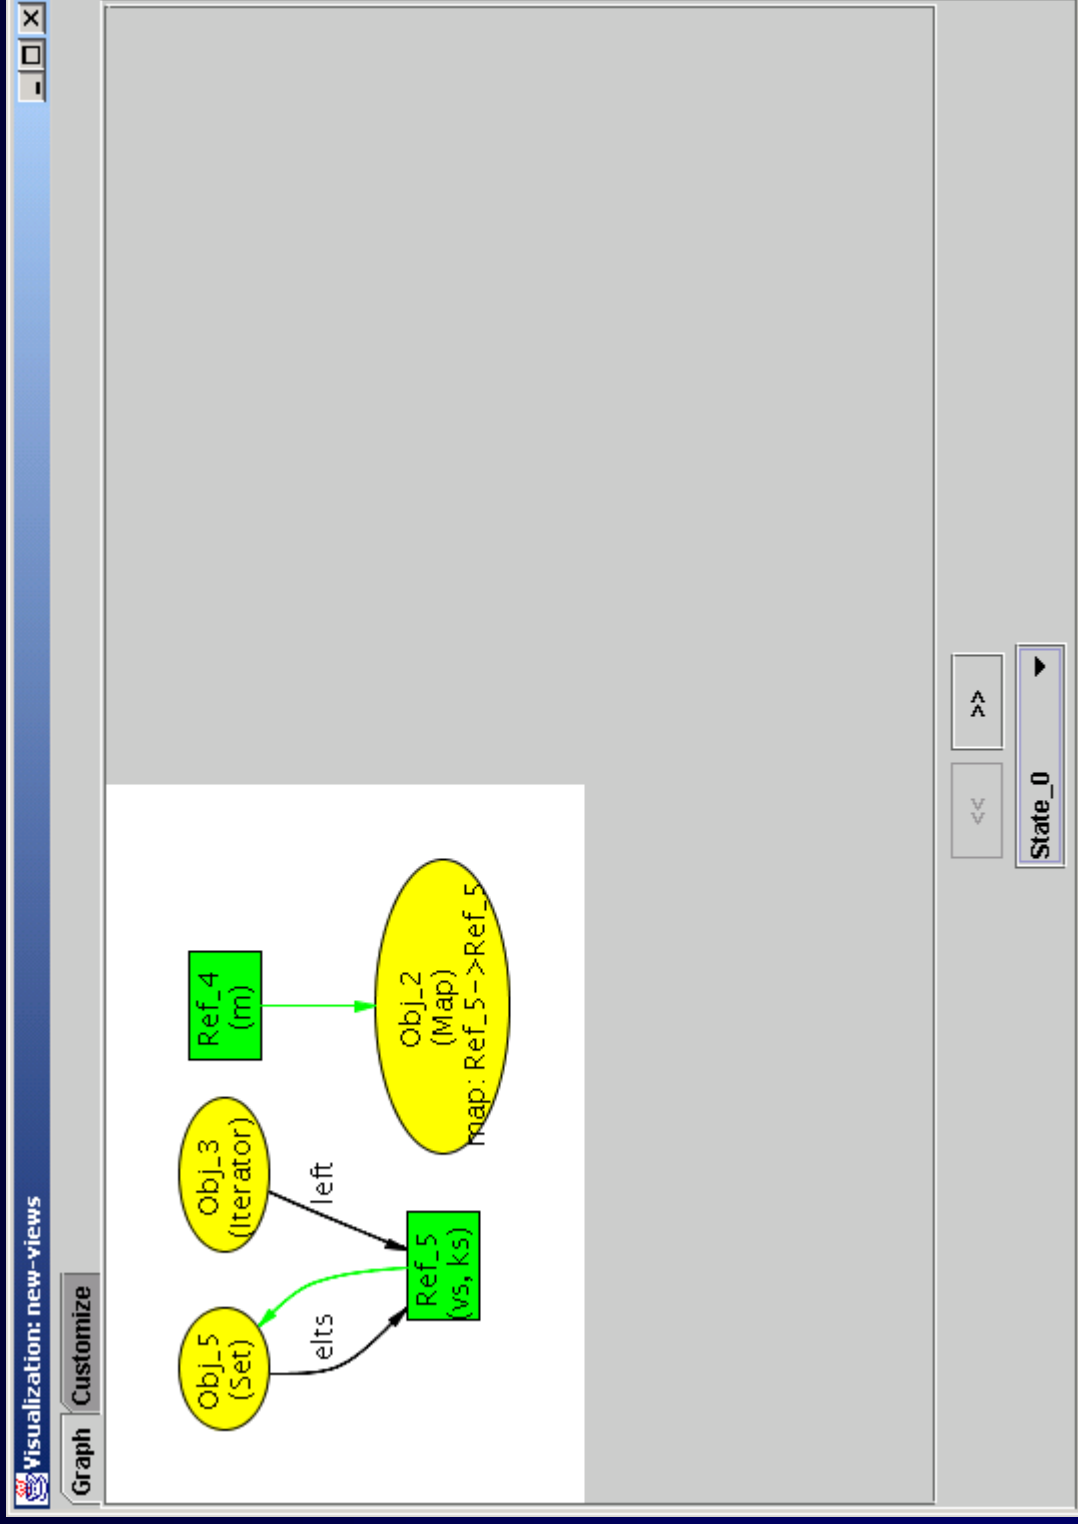 Visualization: new-views
Graph
Customize
Obj_5
(Set)
Obj_3
(Iterator)
Ref_4
(m)
elts
left
Ref_5
(vs, ks)
Obj_2
(Map)
map: Ref_5->Ref_5
<<
>>
State_0